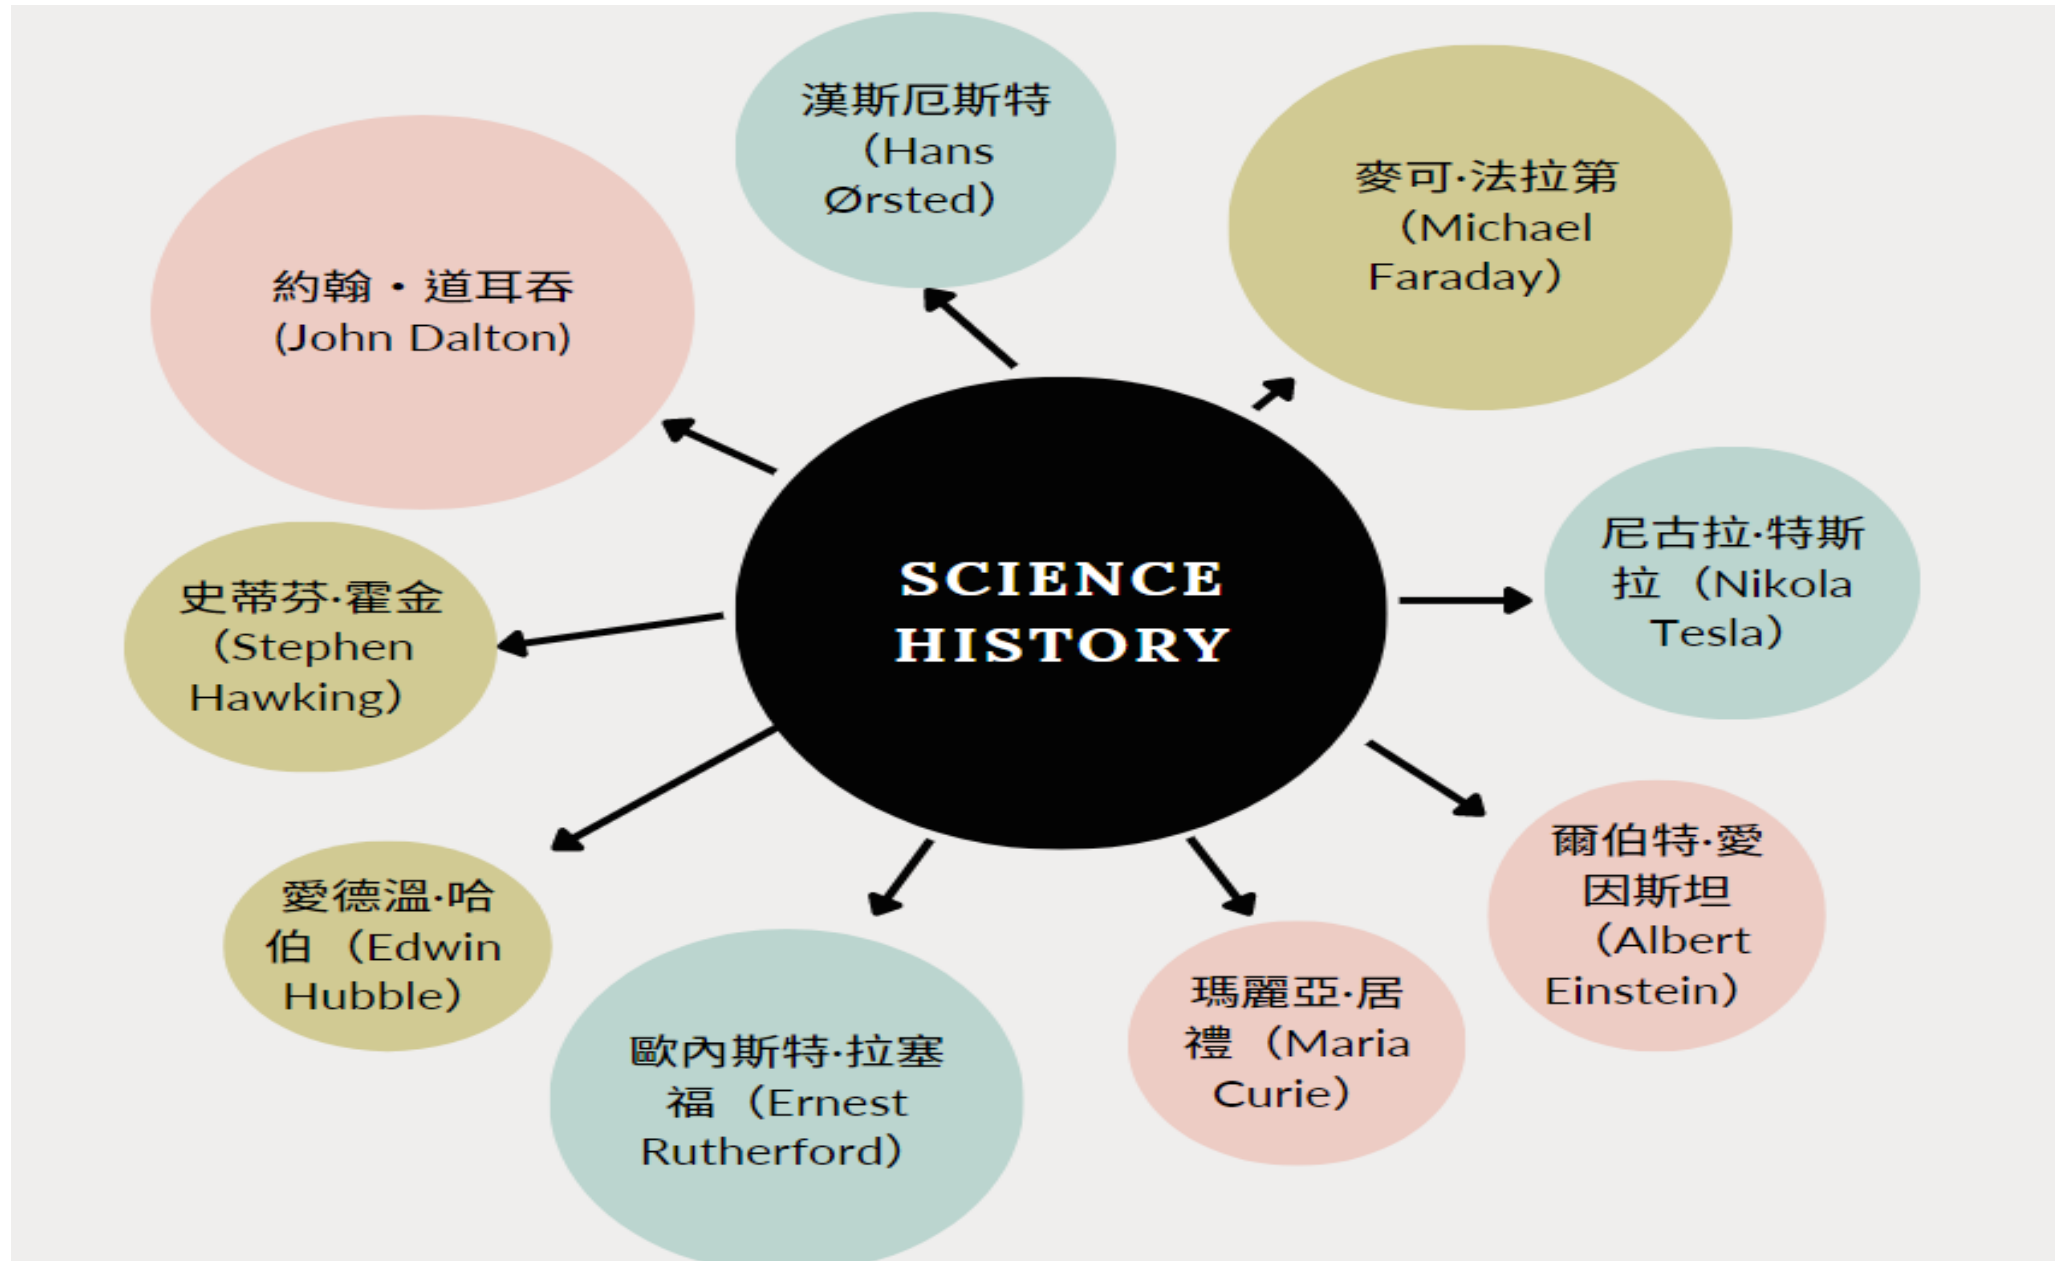 漢斯厄斯特
（Hans
Ørsted）
麥可·法拉第
（Michael
Faraday）
約翰・道耳吞
(John Dalton)
SCIENCE
HISTORY
尼古拉·特斯
拉（Nikola
Tesla）
史蒂芬·霍金
（Stephen
Hawking）
爾伯特·愛
因斯坦
（Albert
Einstein）
愛德溫·哈
伯（Edwin
Hubble）
瑪麗亞·居
禮（Maria
Curie）
歐內斯特·拉塞
福（Ernest
Rutherford）